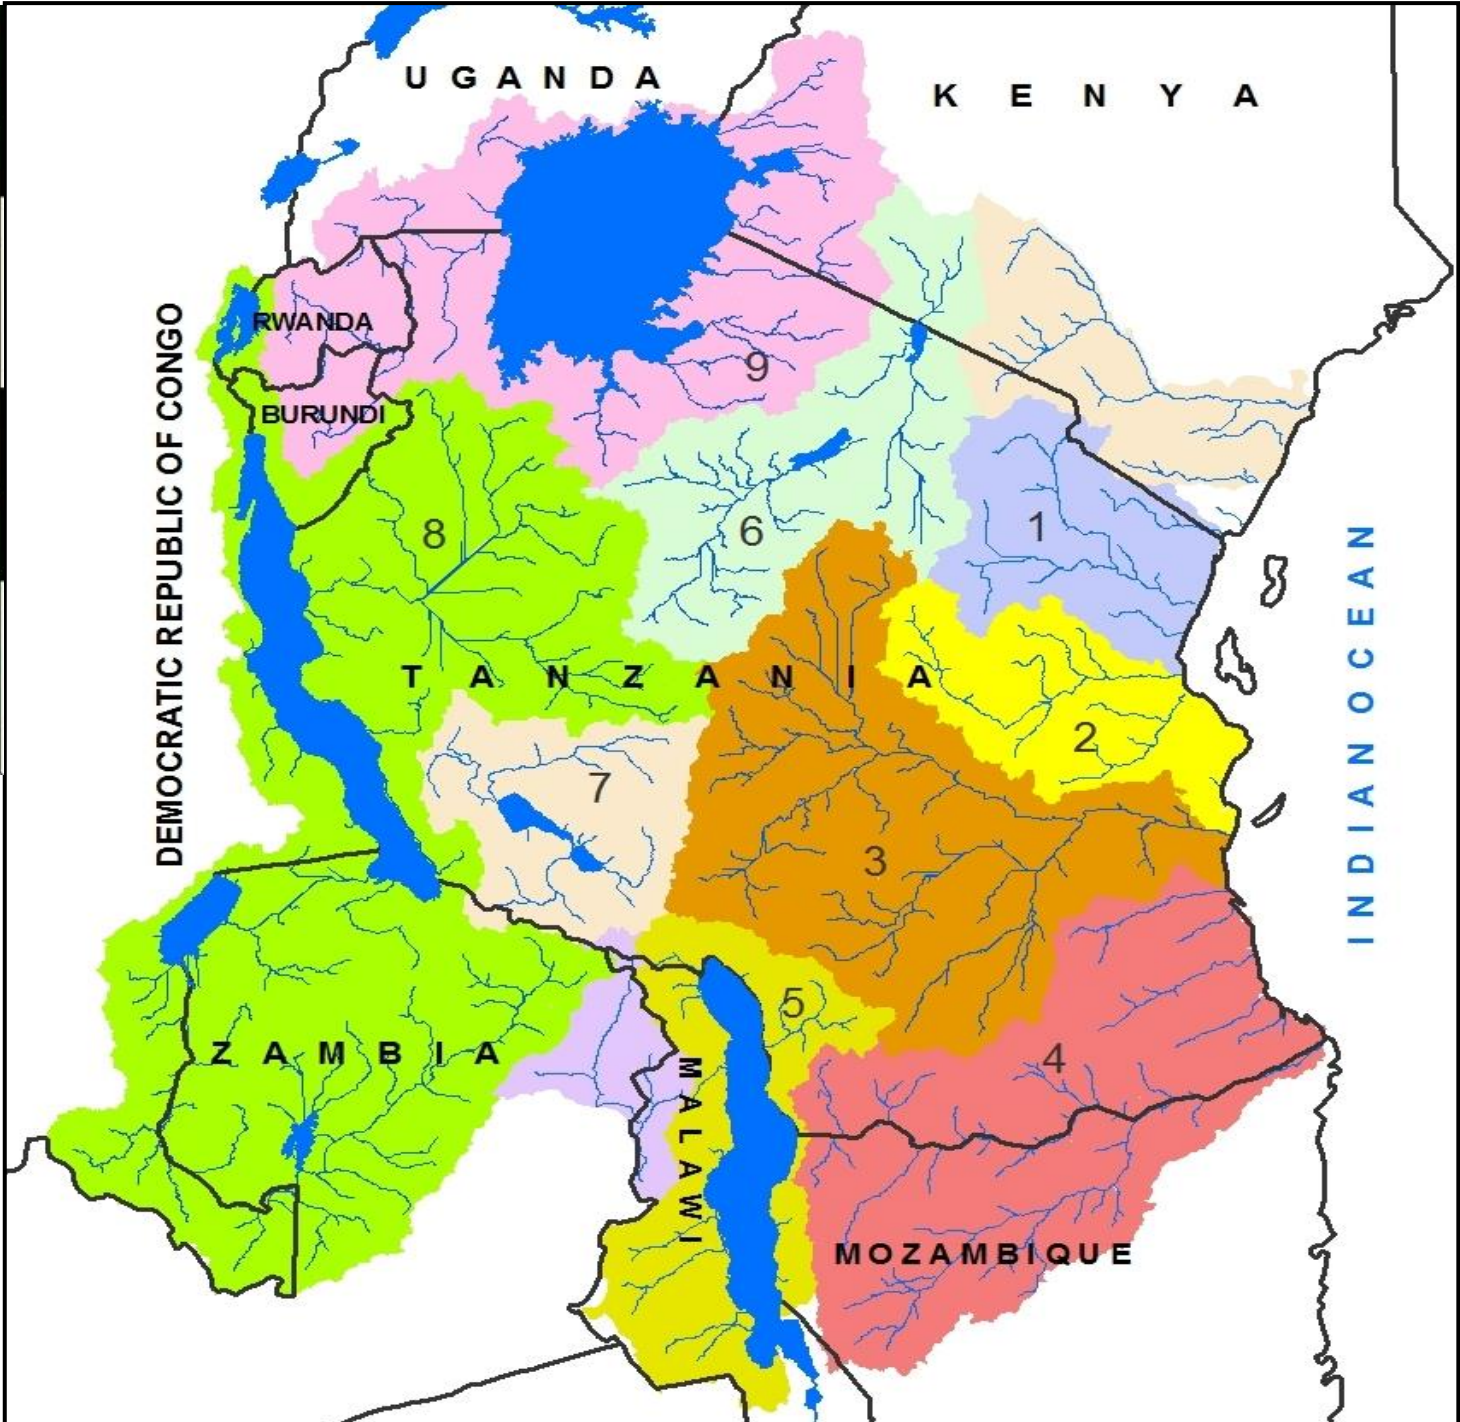 UGANDA
KENYA
RWANDA
BURUNDI
DEMOCRATIC REPUBLIC OF CONGO
9
8
6
1
INDIAN OCEAN
TANZANIA
2
7
3
5
4
ZAMBIA
MALAWI
MOZAMBIQUE